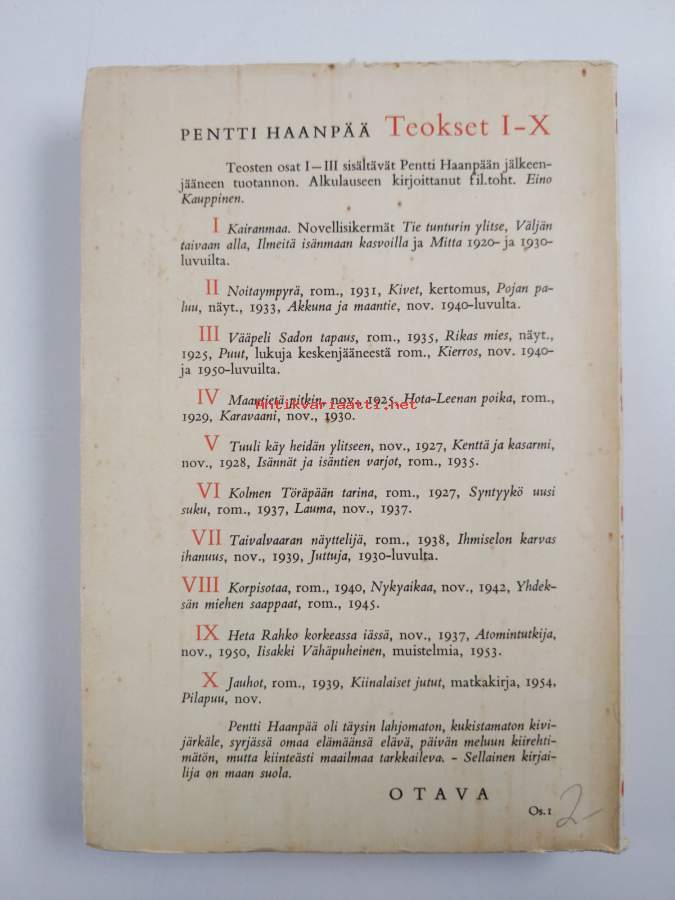 PENTTI HAANPÄÄ Teokset I-X
Teosten osat I—III sisältävät Pentti Haanpään jälkeen-
jääneen tuotannon. Alkulauseen kirjoittanut fil.toht. Eino
Kauppinen.
I Kairanmaa. Novellisikermät Tie tunturin ylitse, Väljän
taivaan alla, Ilmeitä isänmaan kasvoilla ja Mitta 1920- ja 1930-
luvuilta.
II Noitaympyrä, rom., 1931, Kivet, kertomus, Pojan pa-
luu, näyt., 1933, Akkuna ja maantie, nov. 1940-luvulta.
III Vääpeli Sadon tapaus, rom., 1935, Rikas mies, näyt.,
1925, Puut, lukuja keskenjääneestä rom., Kierros, nov. 1940-
ja 1950-luvuilta.
IV Maantietä pitkin, nov., 1925, Hota-Leenan poika, rom.,
Antikvariaatti.net
1929, Karavaani, nov., 1930.
V Tuuli käy heidän ylitseen, nov., 1927, Kenttä ja kasarmi,
nov., 1928, Isännät ja isäntien varjot, rom., 1935.
VI Kolmen Töräpään tarina, rom., 1927, Syntyykö uusi
suku, rom., 1937, Lauma, nov., 1937.
VII Taivalvaaran näyttelijä, rom., 1938, Ihmiselon karvas
ihanuus, nov., 1939, Juttuja, 1930-luvulta.
VIII Korpisotaa, rom., 1940, Nykyaikaa, nov., 1942, Yhdek-
sän miehen saappaat, rom., 1945.
IX Heta Rahko korkeassa iässä, nov., 1937, Atomintutkija,
nov., 1950, Iisakki Vähäpuheinen, muistelmia, 1953.
X Jauhot, rom., 1939, Kiinalaiset jutut, matkakirja, 1954,
Pilapuu, nov.
Pentti Haanpää oli täysin lahjomaton, kukistamaton kivi-
järkäle, syrjässä omaa elämäänsä elävä, päivän meluun kiirehti-
mätön, mutta kiinteästi maailmaa tarkkaileva. – Sellainen kirjai-
lija on maan suola.
OTAVA
Os.1 2-